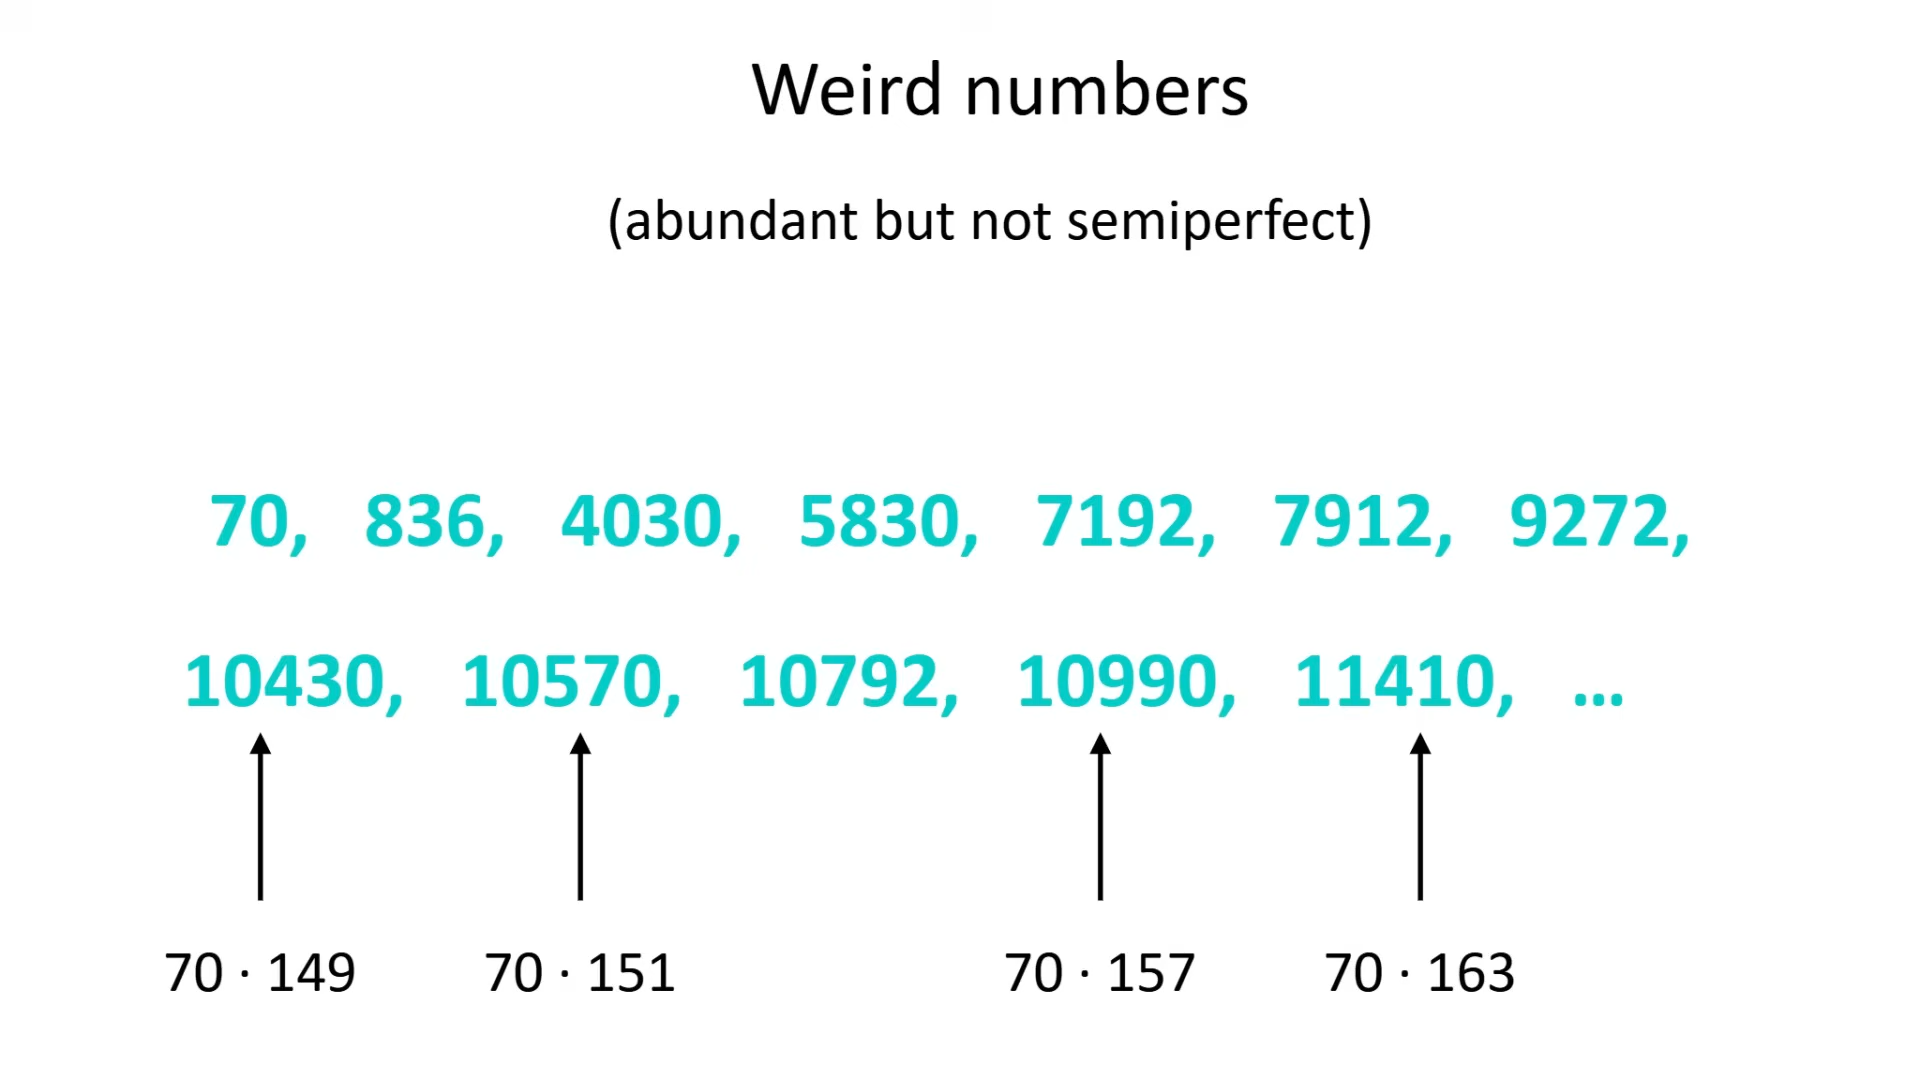 Weird numbers
(abundant but not semiperfect)
70, 836, 4030, 5830, 7192, 7912, 9272,
10430, 10570, 10792, 10990, 11410, ...
70 · 149 70 · 151 70 · 157 70 · 163